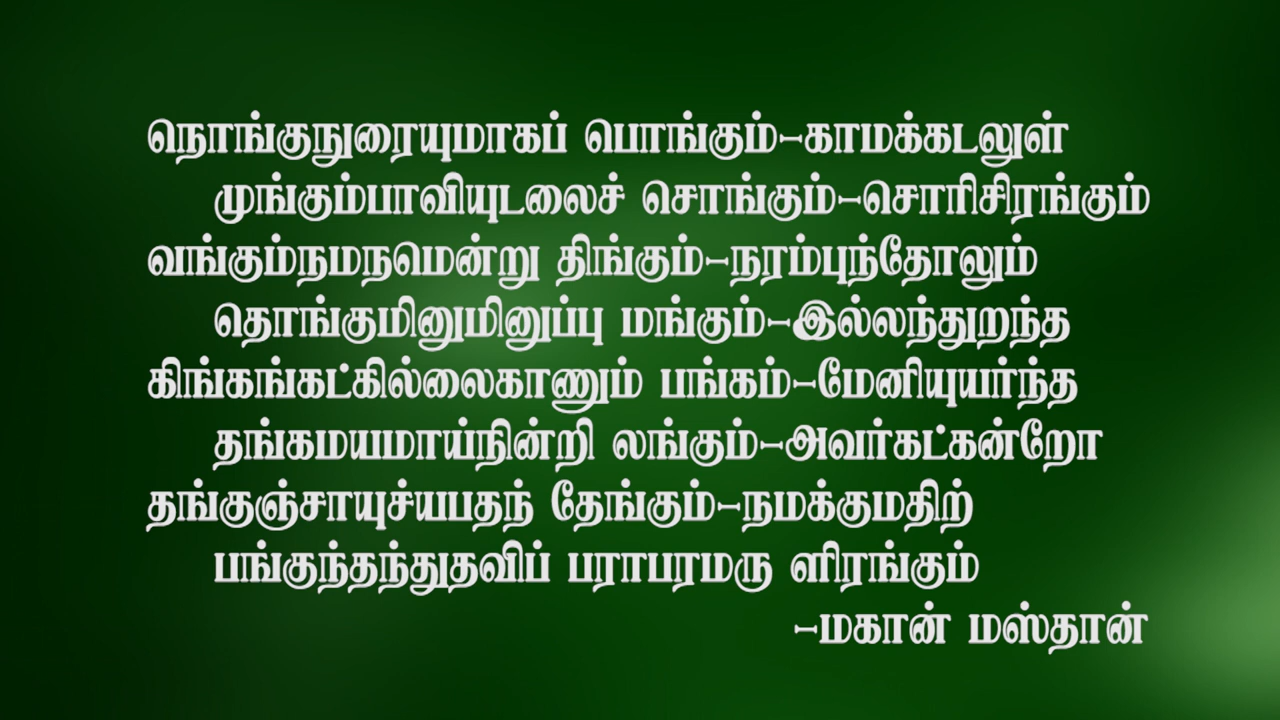 நொங்குநுரையுமாகப் பொங்கும்-காமக்கடலுள்
முங்கும்பாவியுடலைச் சொங்கும்-சொரிசிரங்கும்
வங்கும்நமநமென்று திங்கும்-நரம்புந்தோலும்
தொங்குமினுமினுப்பு மங்கும்-இல்லந்துறந்த
கிங்கங்கட்கில்லைகாணும் பங்கம்-மேனியுயர்ந்த
தங்கமயமாய்நின்றி லங்கும்-அவர்கட்கன்றோ
தங்குஞ்சாயுச்யபதந் தேங்கும்-நமக்குமதிற்
பங்குந்தந்துதவிப் பராபரமரு ளிரங்கும்
-மகான் மஸ்தான்